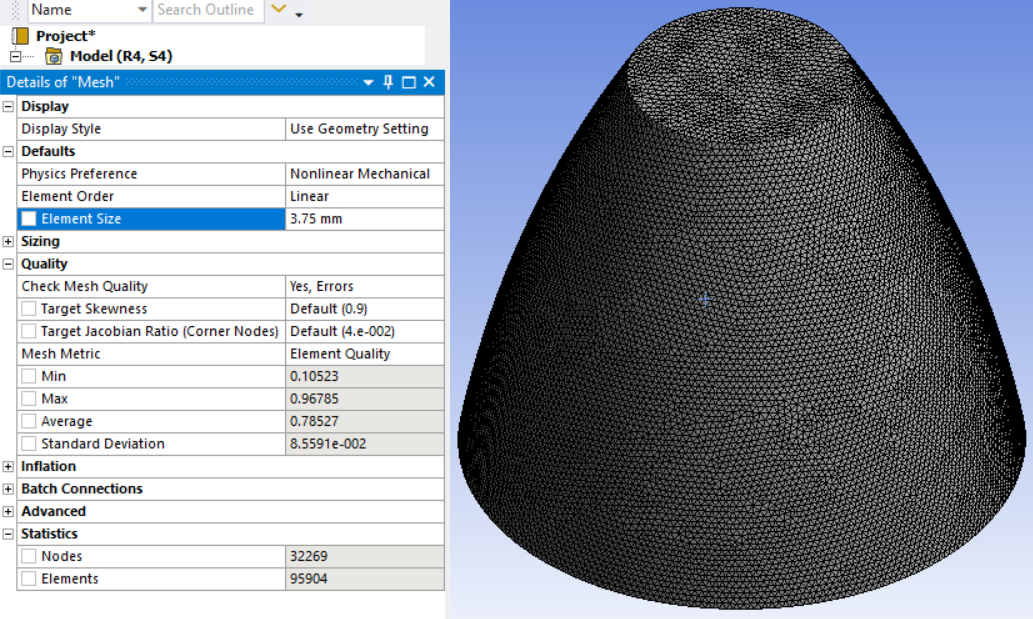 Name Search Outline
Project*
Model (R4, S4)
Details of "Mesh"
Display
Display Style Use Geometry Setting
Defaults
Physics Preference Nonlinear Mechanical
Element Order Linear
Element Size 3.75 mm
Sizing
Quality
Check Mesh Quality Yes, Errors
Target Skewness Default (0.9)
Target Jacobian Ratio (Corner Nodes) Default (4.e-002)
Mesh Metric Element Quality
Min 0.10523
Max 0.96785
Average 0.78527
Standard Deviation 8.5591e-002
Inflation
Batch Connections
Advanced
Statistics
Nodes 32269
Elements 95904